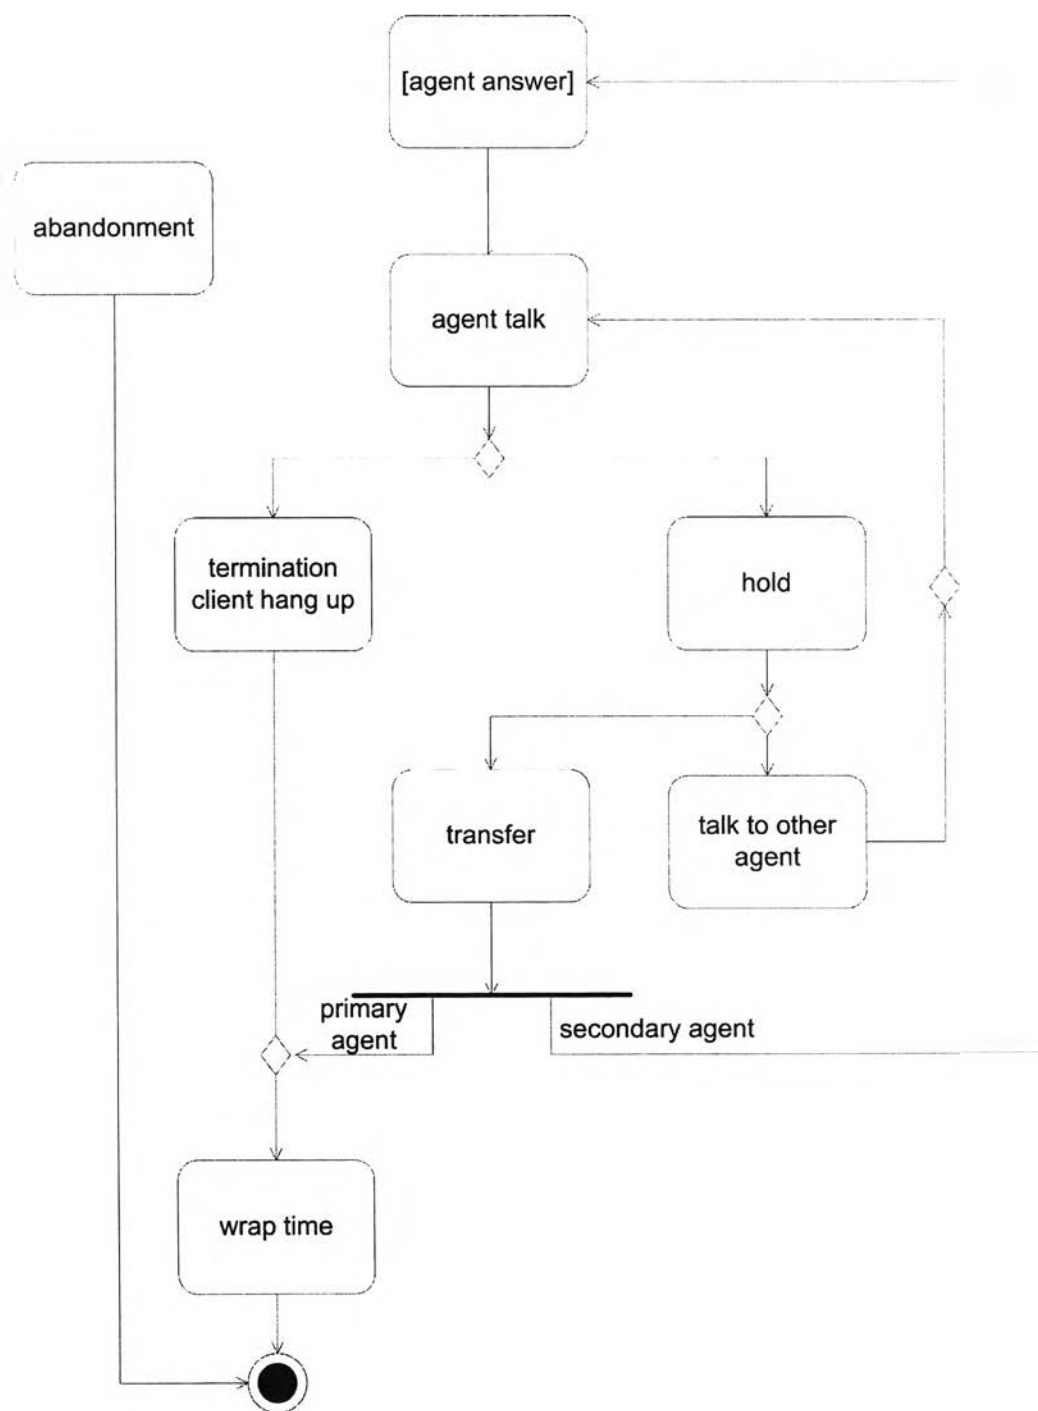 [agent answer]
abandonment
agent talk
termination
client hang up
hold
transfer
talk to other
agent
primary
agent
secondary agent
wrap time